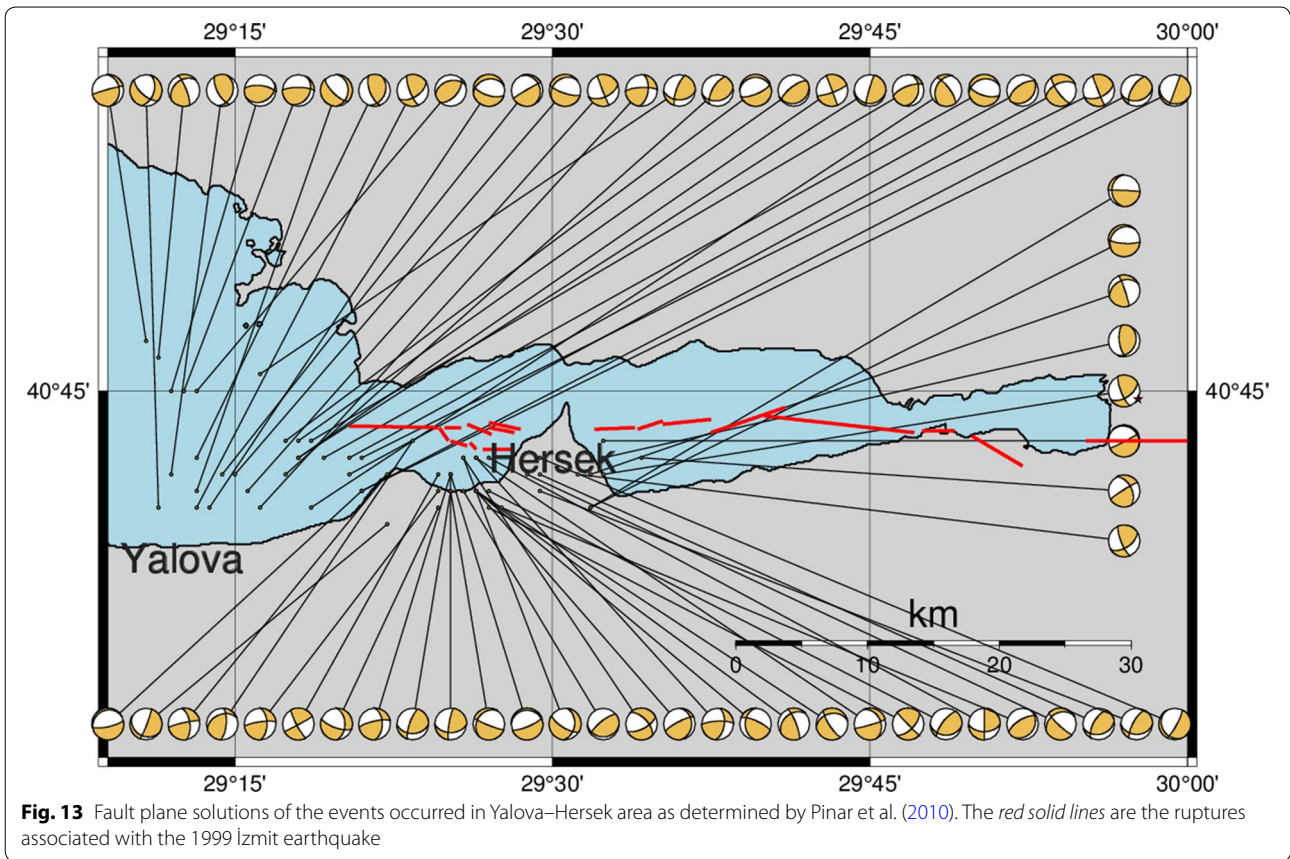 29°15' 29°30' 29°45' 30°00'
40°45' 40°45'
Hersek
Yalova
km
0 10 20 30
29°15' 29°30' 29°45' 30°00'
Fig. 13 Fault plane solutions of the events occurred in Yalova–Hersek area as determined by Pinar et al. (2010). The red solid lines are the ruptures
associated with the 1999 İzmit earthquake